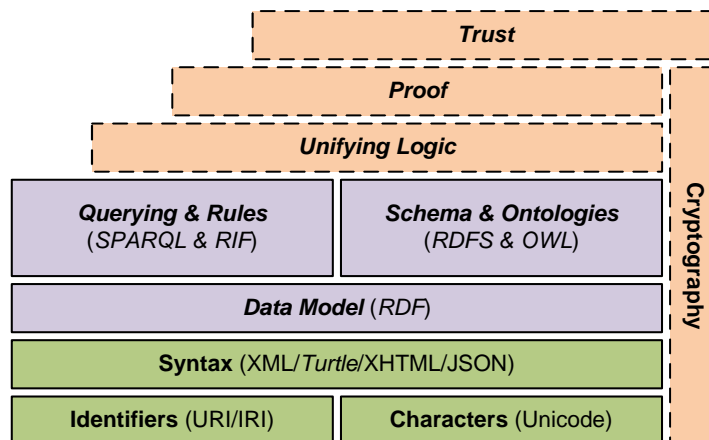 Trust
Proof
Unifying Logic
Querying & Rules
(SPARQL & RIF)
Schema & Ontologies
(RDFS & OWL)
Data Model (RDF)
Syntax (XML/Turtle/XHTML/JSON)
Identifiers (URI/IRI)
Characters (Unicode)
Cryptography